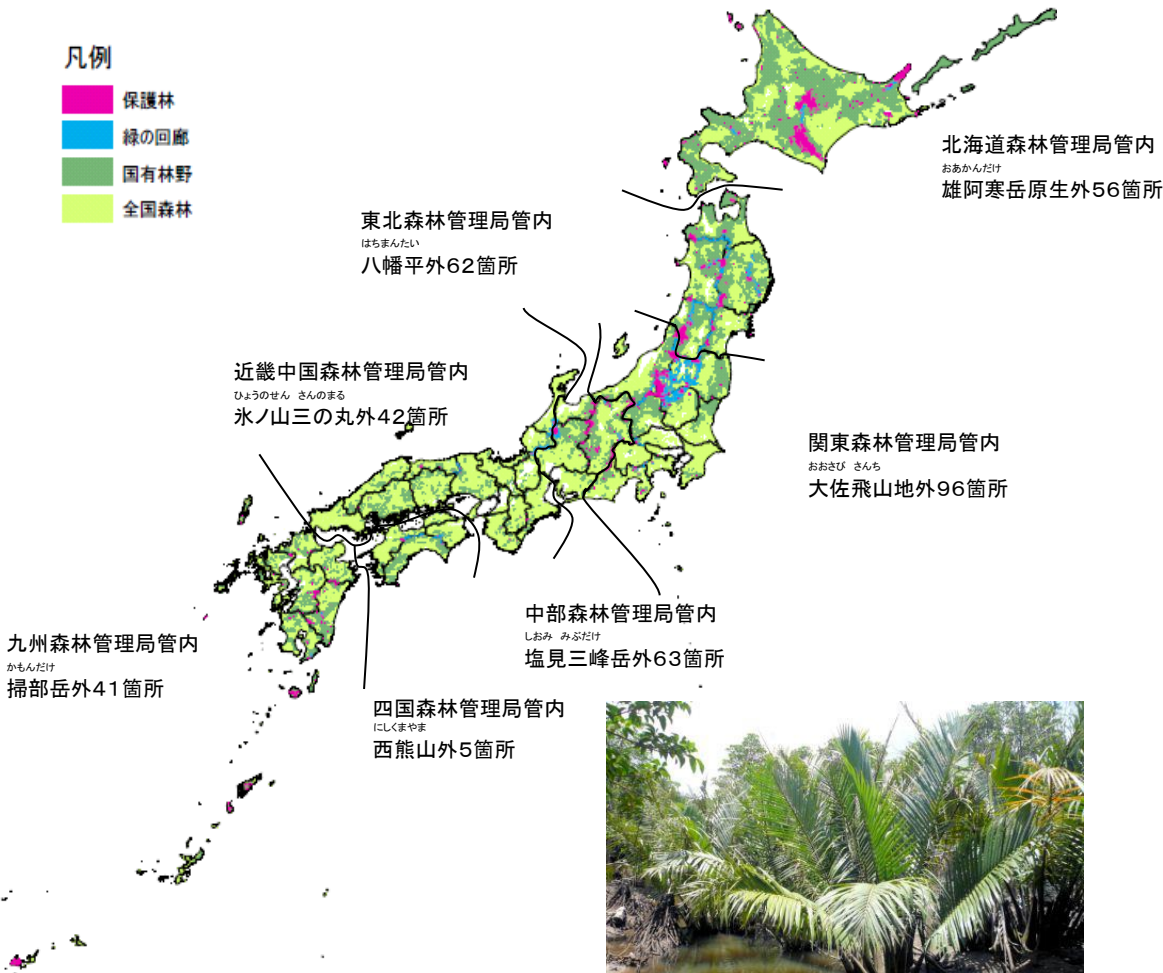 凡例
保護林
緑の回廊
国有林野
全国森林
北海道森林管理局管内
おあかんだけ
雄阿寒岳原生外56箇所
東北森林管理局管内
はちまんたい
八幡平外62箇所
近畿中国森林管理局管内
ひょうのせん さんのまる
氷ノ山三の丸外42箇所
関東森林管理局管内
おおさび さんち
大佐飛山地外96箇所
中部森林管理局管内
しおみ みぶだけ
塩見三峰岳外63箇所
九州森林管理局管内
かもんだけ
掃部岳外41箇所
四国森林管理局管内
にしくまやま
西熊山外5箇所